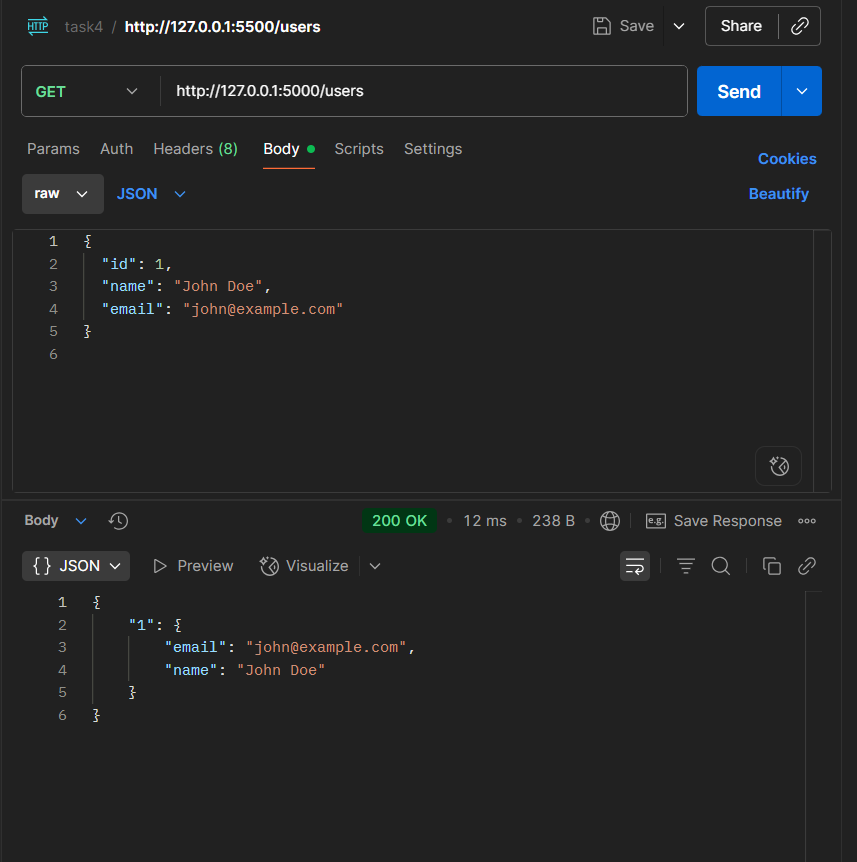 HTTP task4 / http://127.0.0.1:5500/users Save Share
GET http://127.0.0.1:5000/users Send
Params Auth Headers (8) Body Scripts Settings
Cookies
raw JSON Beautify
1 {
2 "id": 1,
3 "name": "John Doe",
4 "email": "john@example.com"
5 }
6
Body 200 OK • 12 ms • 238 B • e.g. Save Response
{ } JSON Preview Visualize
1 {
2 "1": {
3 "email": "john@example.com",
4 "name": "John Doe"
5 }
6 }